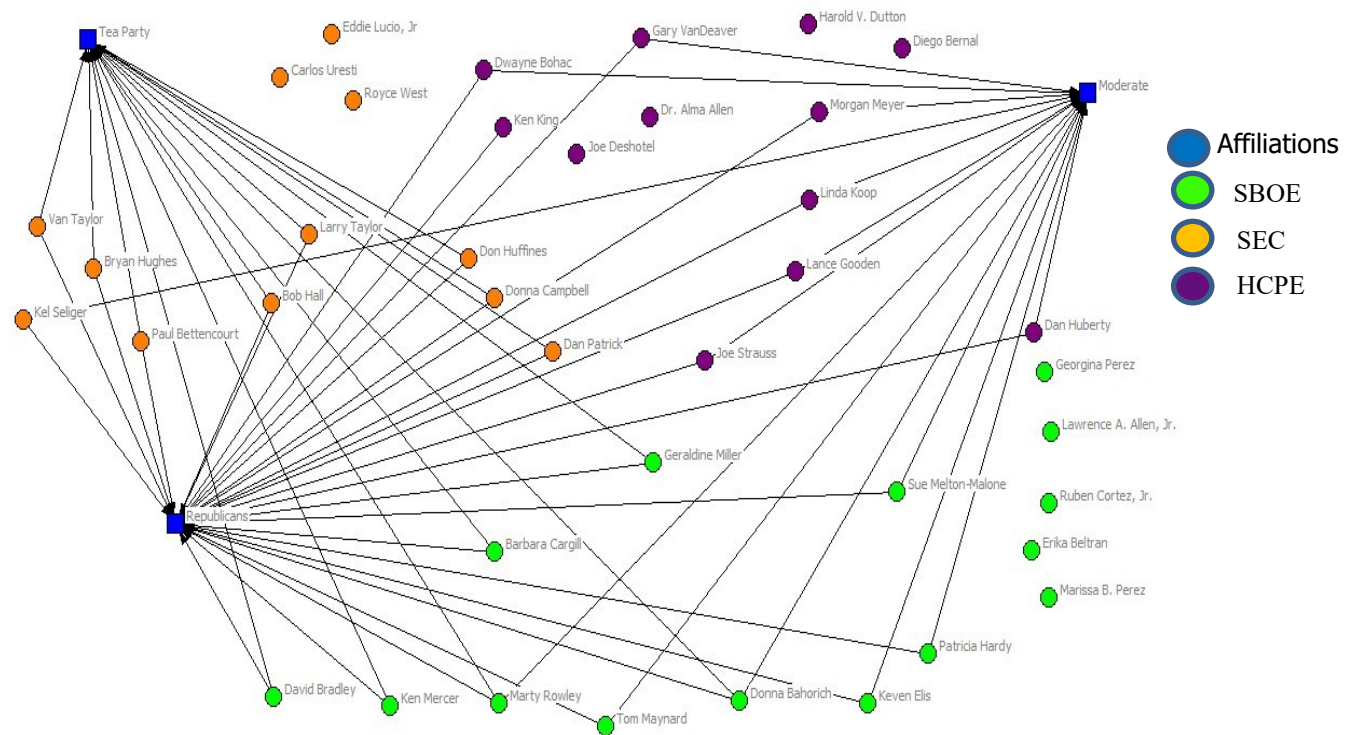 Tea Party
Eddie Lucio, Jr
Gary VanDeaver
Harold V. Dutton
Diego Bernal
Carlos Uresti
Dwayne Bohac
Moderate
Royce West
Ken King
Dr. Alma Allen
Morgan Meyer
Joe Deshotel
Affiliations
SBOE
SEC
HCPE
Linda Koop
Van Taylor
Larry Taylor
Bryan Hughes
Don Huffines
Lance Gooden
Bob Hall
Donna Campbell
Kel Seliger
Paul Bettencourt
Dan Patrick
Joe Strauss
Dan Huberty
Georgina Perez
Lawrence A. Allen, Jr.
Geraldine Miller
Sue Melton-Malone
Ruben Cortez, Jr.
Republicans
Barbara Cargill
Erika Beltran
Marissa B. Perez
Patricia Hardy
David Bradley
Ken Mercer
Marty Rowley
Donna Bahorich
Keven Elis
Tom Maynard